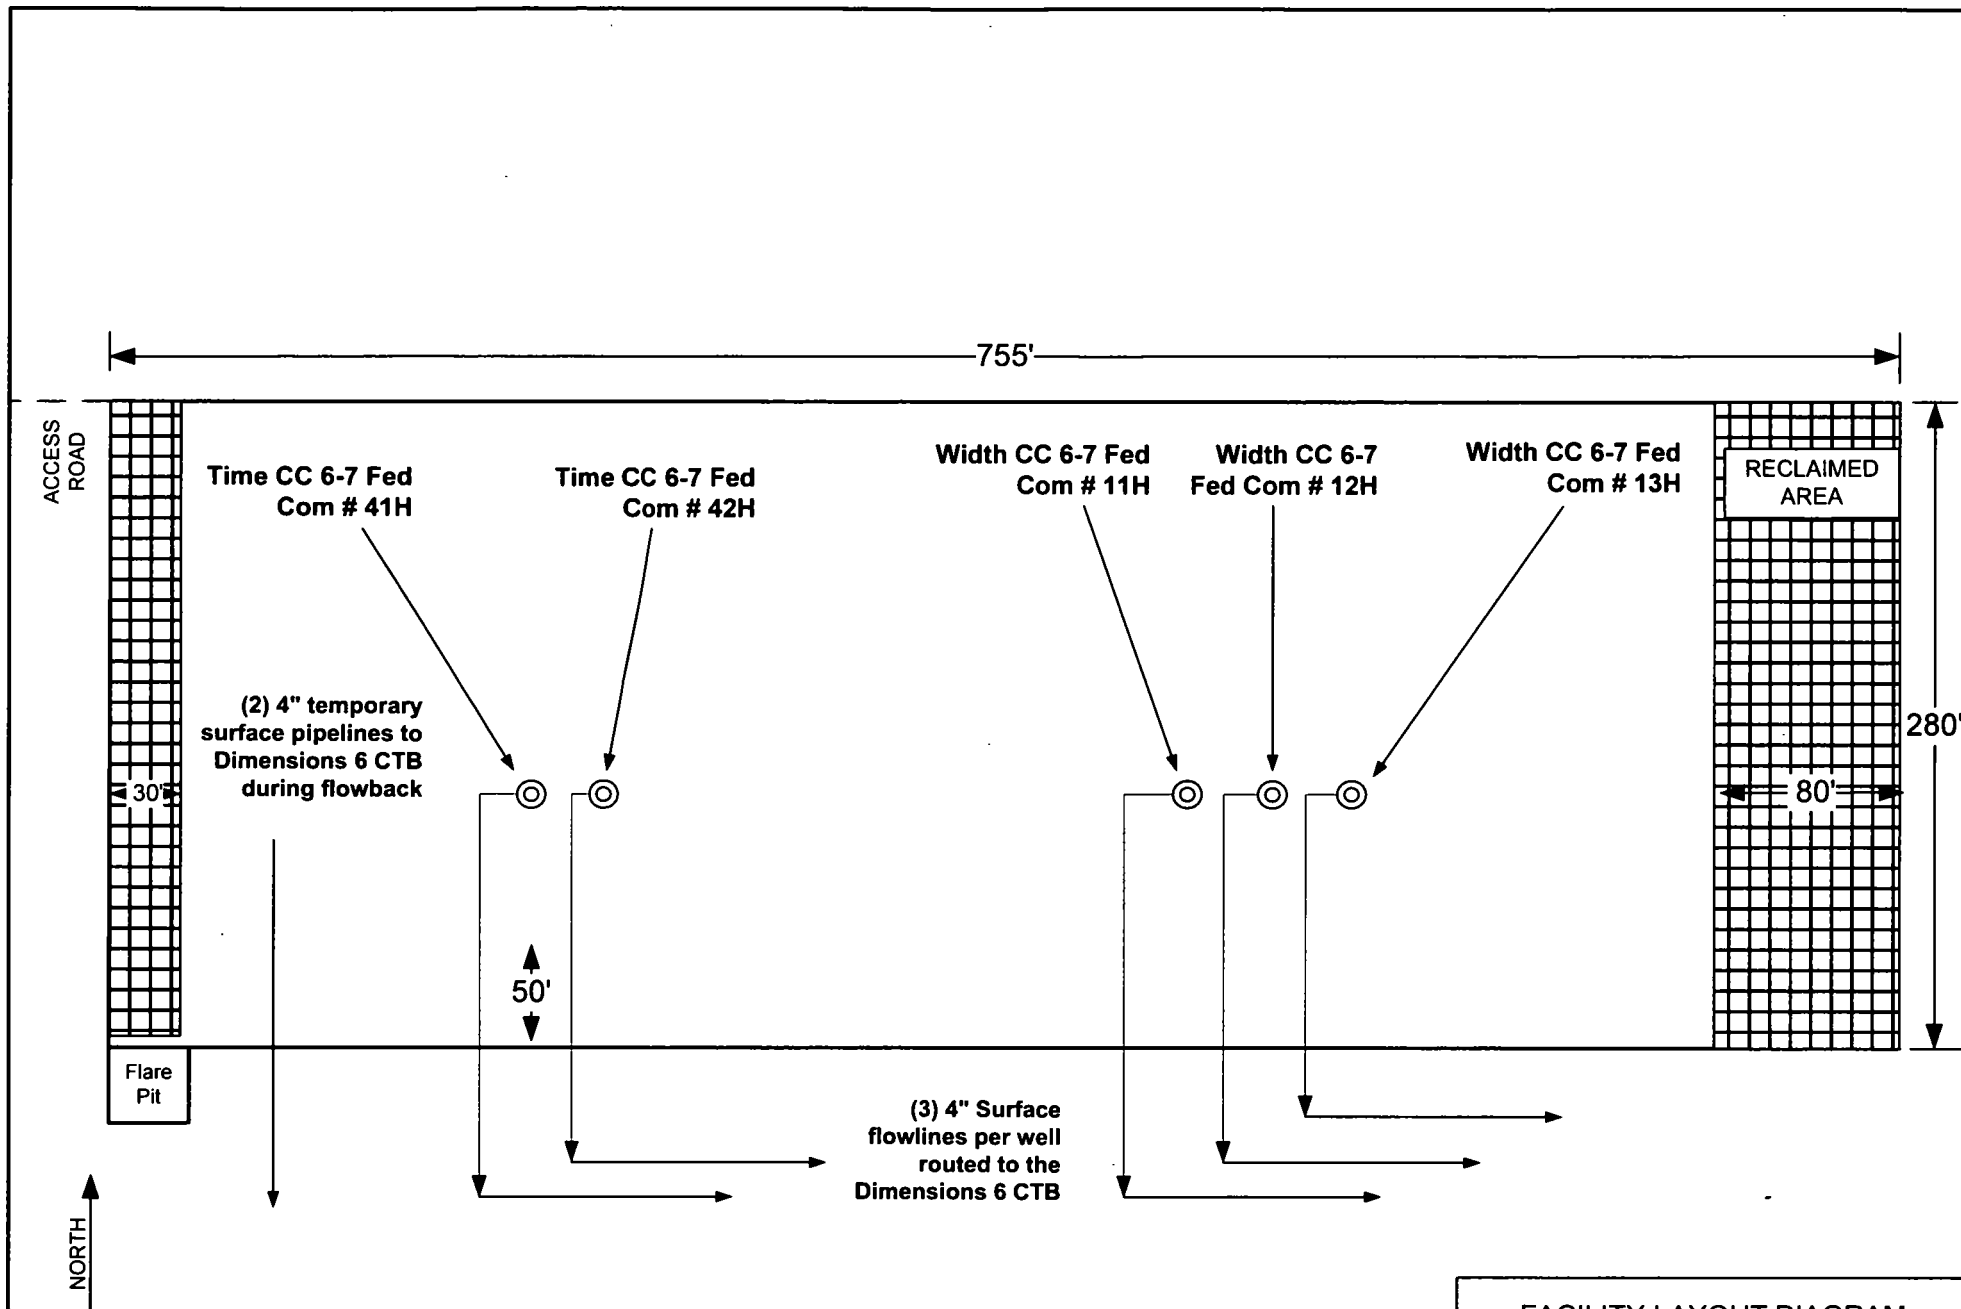 755'
ACCESS
ROAD
Time CC 6-7 Fed
Com # 41H
Time CC 6-7 Fed
Com # 42H
Width CC 6-7 Fed
Com # 11H
Width CC 6-7
Fed Com # 12H
Width CC 6-7 Fed
Com # 13H
RECLAIMED
AREA
(2) 4" temporary
surface pipelines to
Dimensions 6 CTB
during flowback
280'
30'
80'
50'
Flare
Pit
(3) 4" Surface
flowlines per well
routed to the
Dimensions 6 CTB
NORTH
FACILITY LAYOUT DIAGRAM